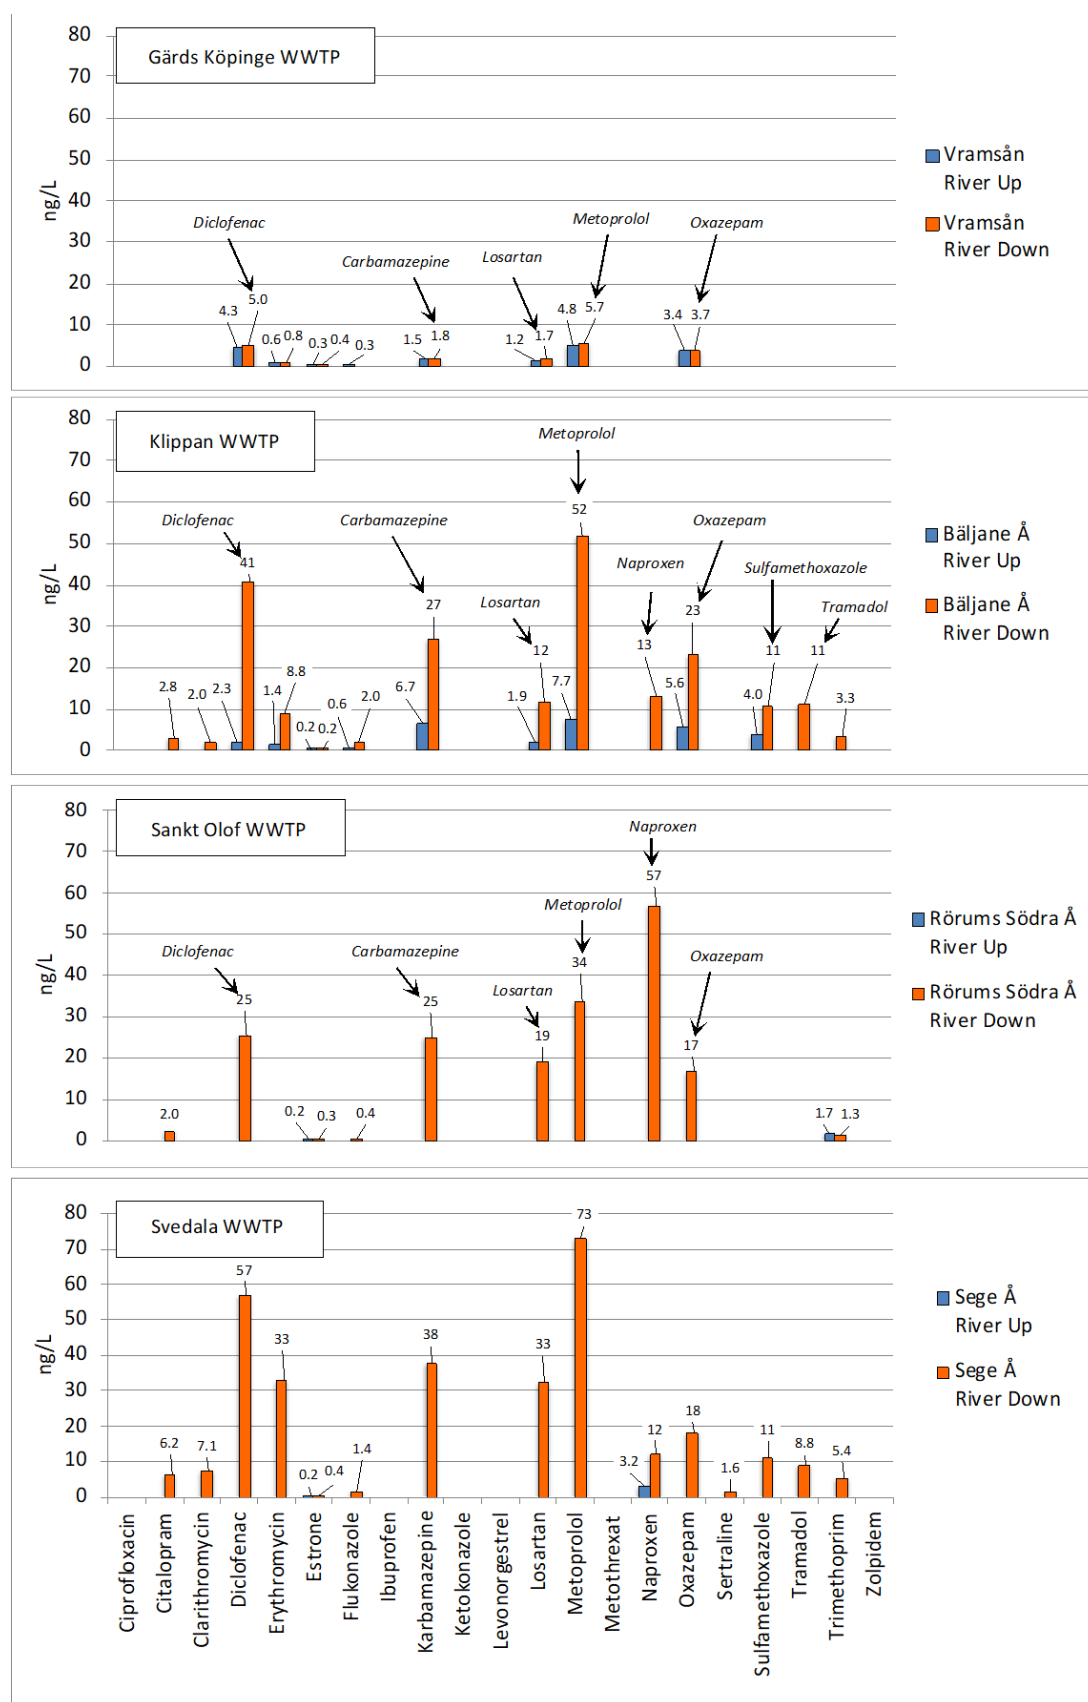 Gärds Köpinge WWTP
80
70
60
50
40
30
20
10
0
ng/L
Diclofenac
Carbamazepine
Losartan
Metoprolol
Oxazepam
4.3
5.0
0.6
0.8
0.3
0.4
0.3
1.5
1.8
1.2
1.7
4.8
5.7
3.4
3.7
Vramsån
River Up
Vramsån
River Down
Klippan WWTP
80
70
60
50
40
30
20
10
0
ng/L
Diclofenac
Carbamazepine
Losartan
Metoprolol
Naproxen
Oxazepam
Sulfamethoxazole
Tramadol
2.8
2.0
2.3
41
1.4
8.8
0.2
0.2
0.6
2.0
6.7
27
1.9
12
7.7
52
13
5.6
23
4.0
11
11
3.3
Bäljane Å
River Up
Bäljane Å
River Down
Sankt Olof WWTP
80
70
60
50
40
30
20
10
0
ng/L
Diclofenac
Carbamazepine
Losartan
Metoprolol
Naproxen
Oxazepam
2.0
25
0.2
0.3
0.4
25
19
34
57
17
1.7
1.3
Rörums Södra Å
River Up
Rörums Södra Å
River Down
Svedala WWTP
80
70
60
50
40
30
20
10
0
ng/L
6.2
7.1
57
33
0.2
0.4
1.4
38
33
73
3.2
12
18
1.6
11
8.8
5.4
Sege Å
River Up
Sege Å
River Down
Ciprofloxacin
Citalopram
Clarithromycin
Diclofenac
Erythromycin
Estrone
Flukonazole
Ibuprofen
Karbamazepine
Ketokonazole
Levonorgestrel
Losartan
Metoprolol
Metothrexat
Naproxen
Oxazepam
Sertraline
Sulfamethoxazole
Tramadol
Trimethoprim
Zolpidem